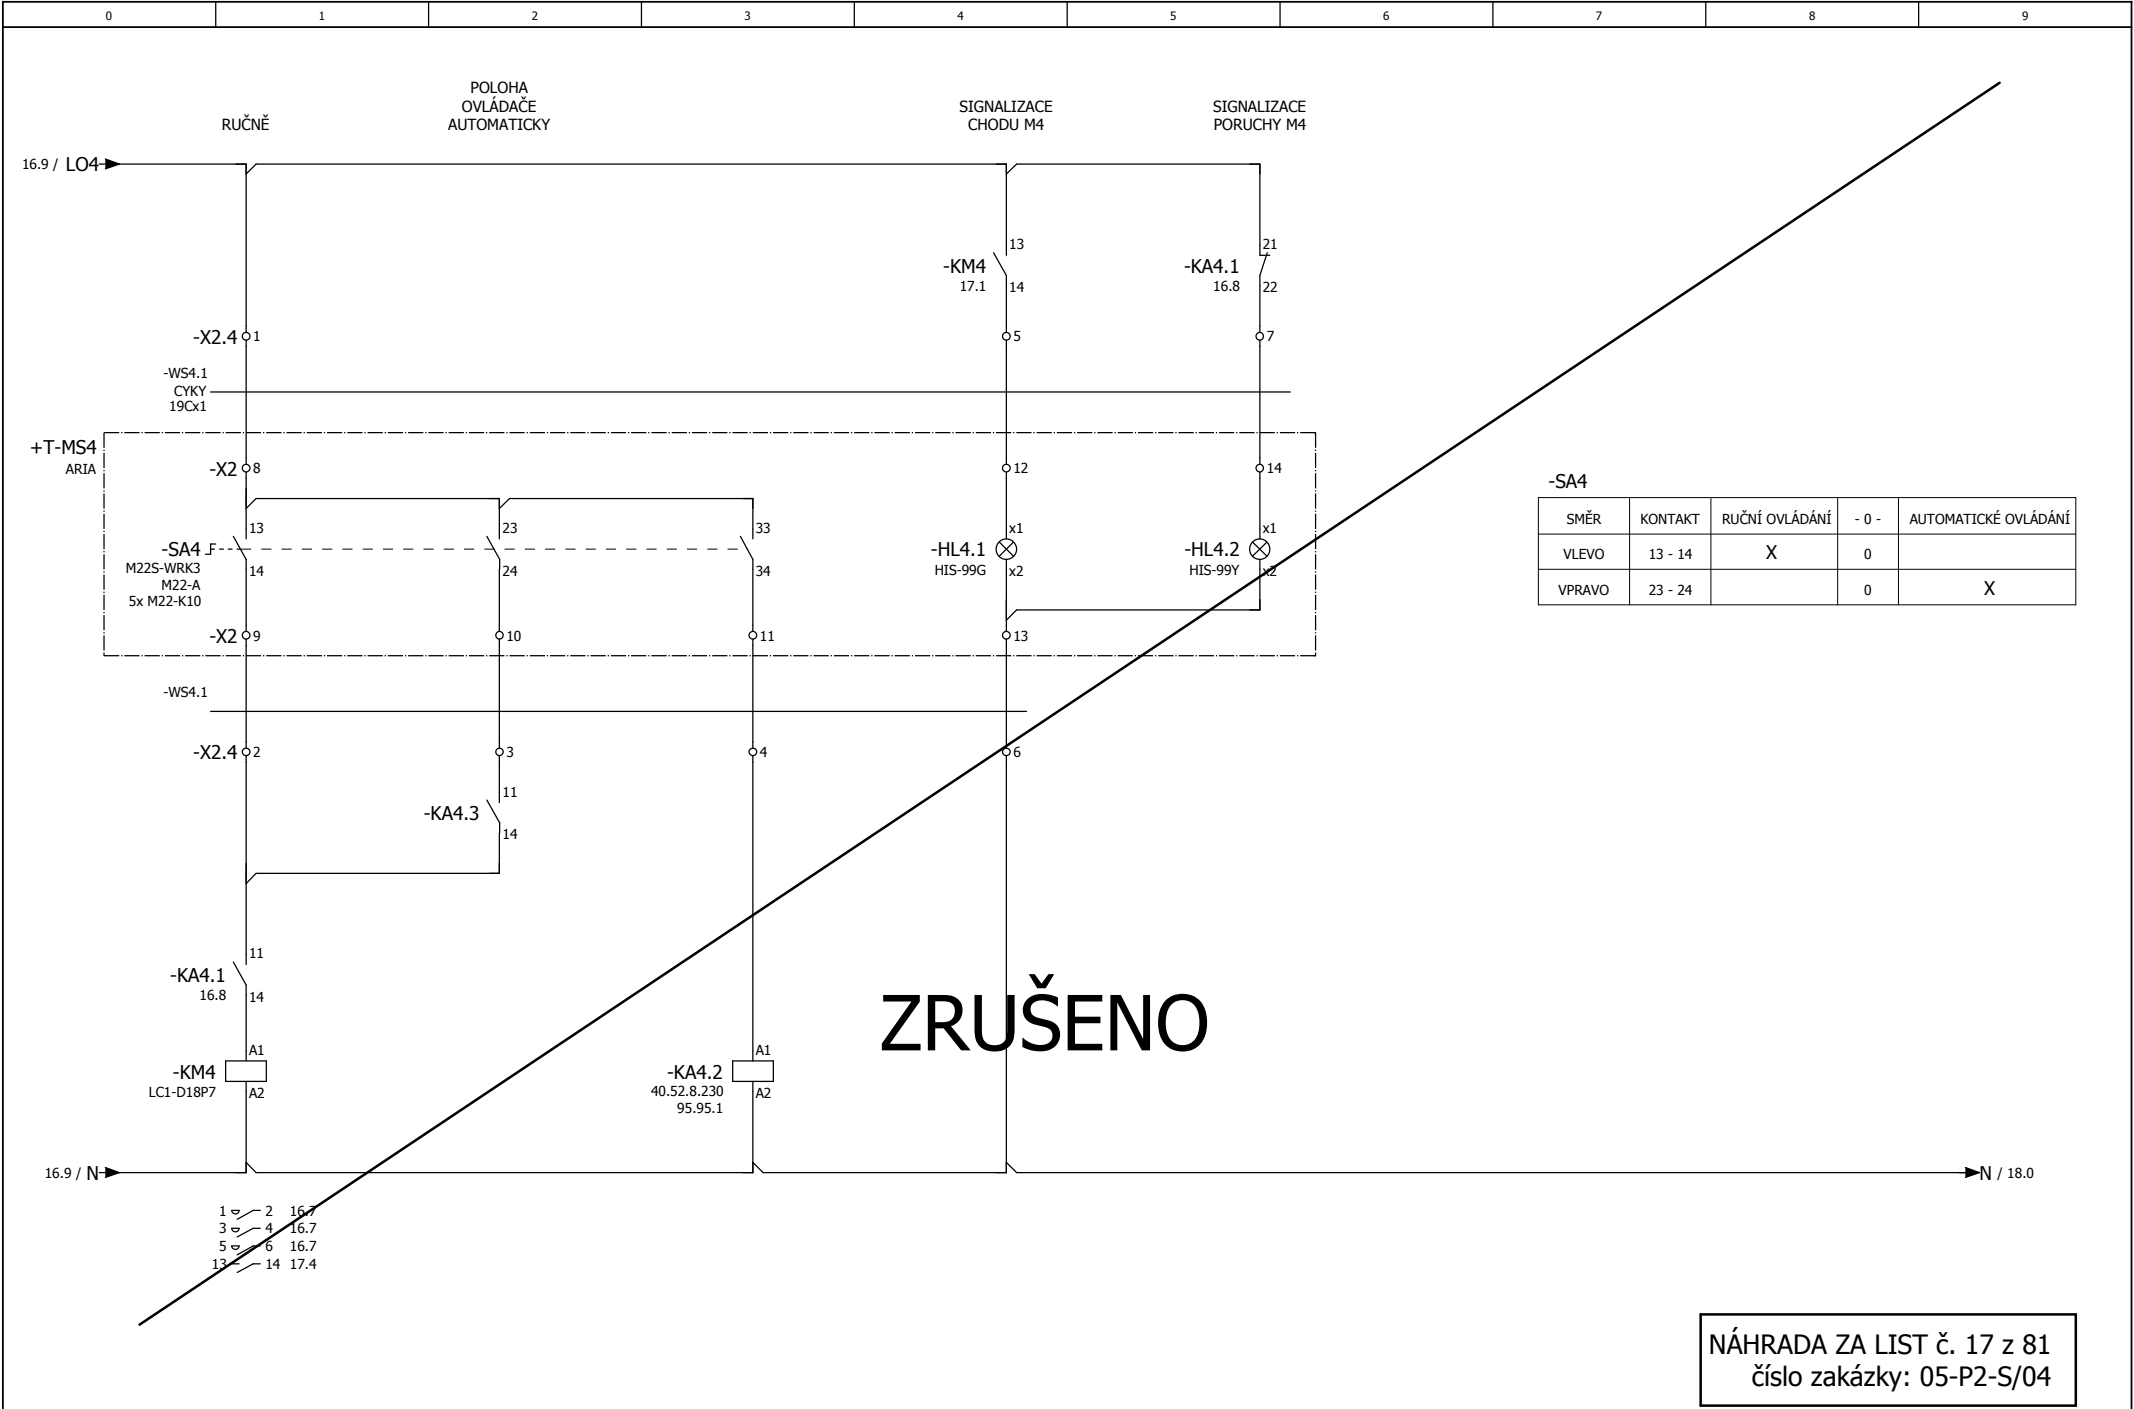 0 1 2 3 4 5 6 7 8 9
RUČNĚ
POLOHA
OVLÁDAČE
AUTOMATICKY
SIGNALIZACE
CHODU M4
SIGNALIZACE
PORUCHY M4
16.9 / LO4
13
-KM4
17.1
14
21
-KA4.1
16.8
22
-X2.4 1
5
7
-WS4.1
CYKY
19Cx1
+T-MS4
ARIA
-X2 8
12
14
13
-SA4
M22S-WRK3
14
M22-A
5x M22-K10
23
24
33
34
x1
-HL4.1
HIS-99G
x2
x1
-HL4.2
HIS-99Y
x2
-X2 9
10
11
13
-SA4
SMĚR KONTAKT RUČNÍ OVLÁDÁNÍ - 0 - AUTOMATICKÉ OVLÁDÁNÍ
VLEVO 13 - 14 X 0
VPRAVO 23 - 24 0 X
-WS4.1
-X2.4 2
3
4
6
11
-KA4.3
14
11
-KA4.1
16.8
14
ZRUŠENO
A1
-KM4
LC1-D18P7
A2
A1
-KA4.2
40.52.8.230
A2
95.95.1
16.9 / N
N / 18.0
1 2 16.7
3 4 16.7
5 6 16.7
13 14 17.4
NÁHRADA ZA LIST č. 17 z 81
číslo zakázky: 05-P2-S/04